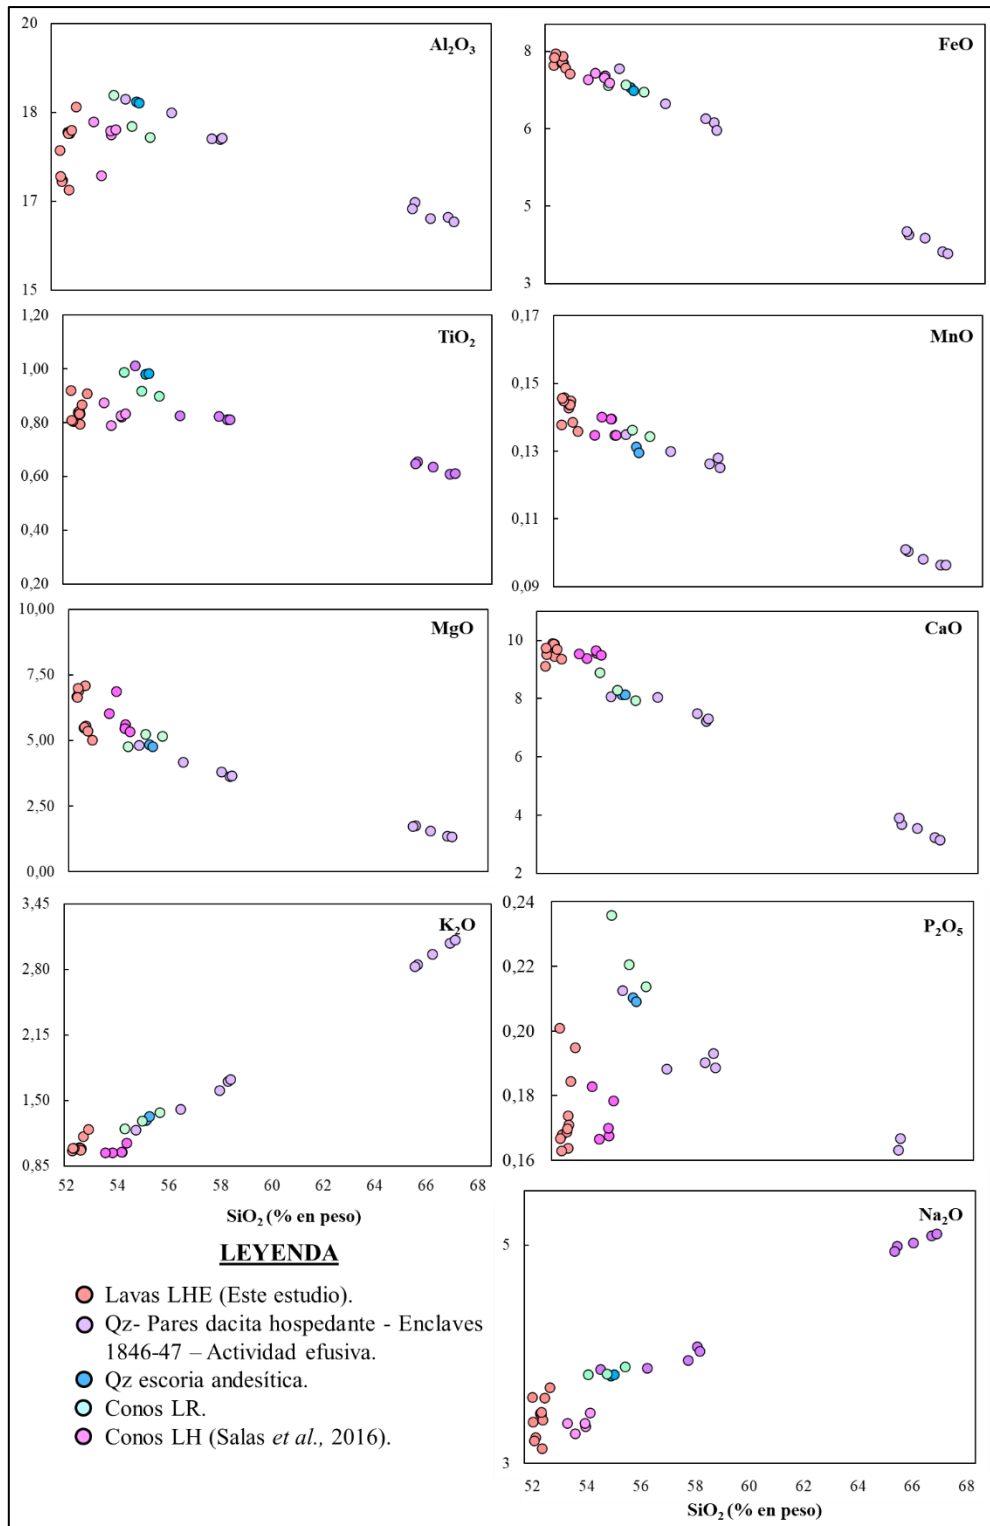 20
18
17
15
Al₂O₃
8
6
5
3
FeO
1,20
1,00
0,80
0,60
0,40
0,20
TiO₂
0,17
0,15
0,13
0,11
0,09
MnO
10,00
7,50
5,00
2,50
0,00
MgO
10
8
6
4
2
CaO
3,45
2,80
2,15
1,50
0,85
K₂O
52 54 56 58 60 62 64 66 68
SiO₂ (% en peso)
0,24
0,22
0,20
0,18
0,16
P₂O₅
5
3
Na₂O
52 54 56 58 60 62 64 66 68
SiO₂ (% en peso)
LEYENDA
Lavas LHE (Este estudio).
Qz- Pares dacita hospedante - Enclaves
1846-47 – Actividad efusiva.
Qz escoria andesítica.
Conos LR.
Conos LH (Salas et al., 2016).